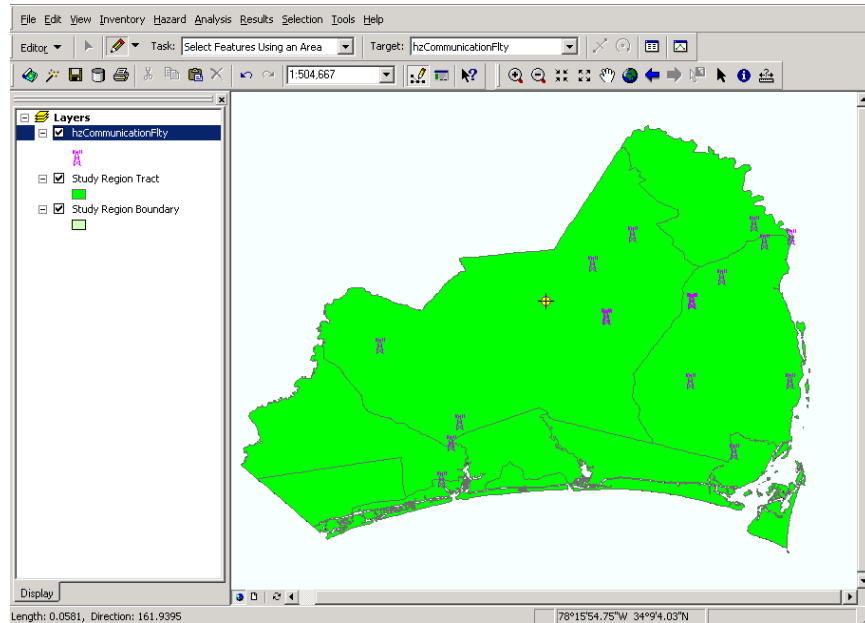 File Edit View Inventory Hazard Analysis Results Selection Tools Help
Editor Task: Select Features Using an Area Target: hzCommunicationFlty
1:504,667
Layers
hzCommunicationFlty
Study Region Tract
Study Region Boundary
Display
Length: 0.0581, Direction: 161.9395 78°15'54.75"W 34°9'4.03"N